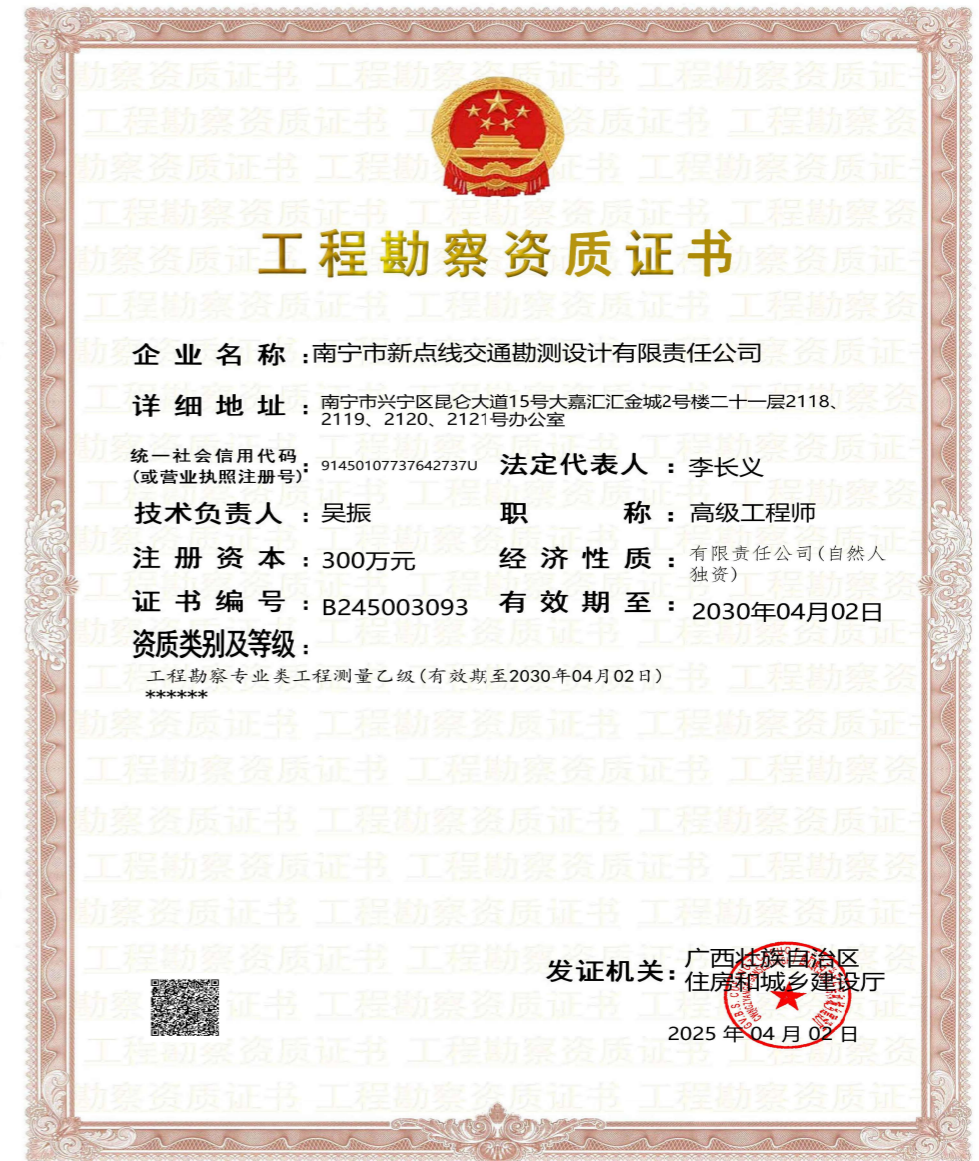 工程勘察资质证书
企业名称：南宁市新点线交通勘测设计有限责任公司
详细地址：南宁市兴宁区昆仑大道15号大嘉汇汇金城2号楼二十一层2118、
2119、2120、2121号办公室
统一社会信用代码
(或营业执照注册号)：91450107737642737U
法定代表人：李长义
技术负责人：吴振
职称：高级工程师
注册资本：300万元
经济性质：有限责任公司(自然人
独资)
证书编号：B245003093
有效期至：2030年04月02日
资质类别及等级：
工程勘察专业类工程测量乙级(有效期至2030年04月02日)
******
发证机关：广西壮族自治区
住房和城乡建设厅
2025 年 04 月 02 日